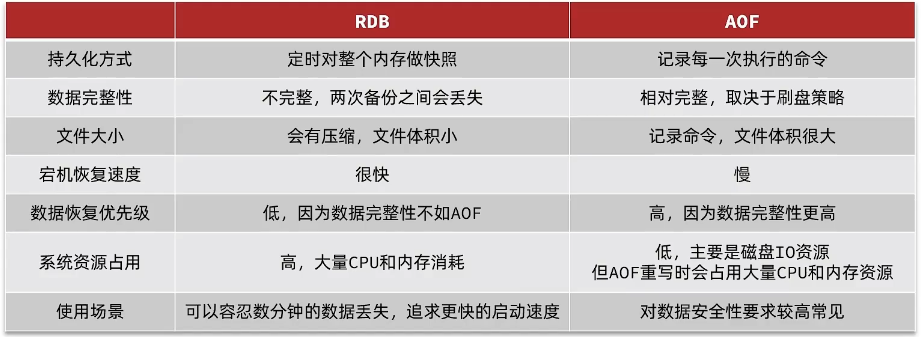 RDB AOF
持久化方式 定时对整个内存做快照 记录每一次执行的命令
数据完整性 不完整，两次备份之间会丢失 相对完整，取决于刷盘策略
文件大小 会有压缩，文件体积小 记录命令，文件体积很大
宕机恢复速度 很快 慢
数据恢复优先级 低，因为数据完整性不如AOF 高，因为数据完整性更高
系统资源占用 高，大量CPU和内存消耗 低，主要是磁盘IO资源
但AOF重写时会占用大量CPU和内存资源
使用场景 可以容忍数分钟的数据丢失，追求更快的启动速度 对数据安全性要求较高常见